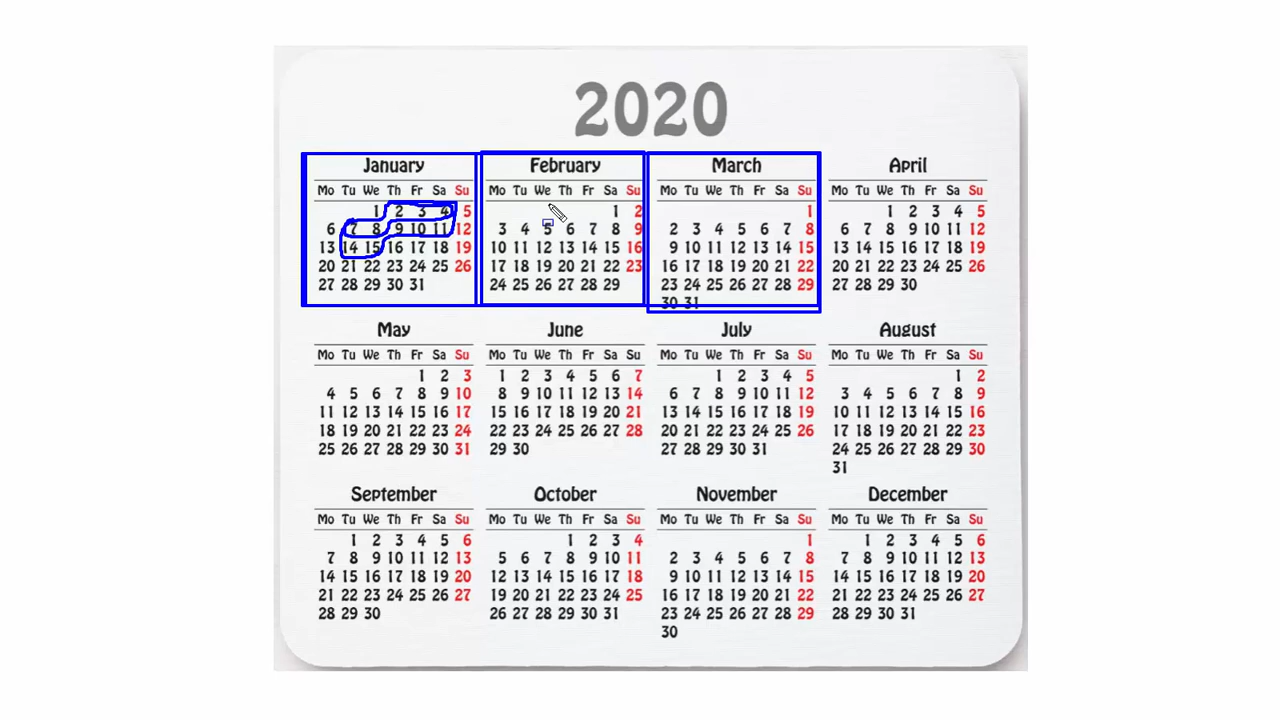 2020
January February March April
Mo Tu We Th Fr Sa Su Mo Tu We Th Fr Sa Su Mo Tu We Th Fr Sa Su Mo Tu We Th Fr Sa Su
1 2 3 4 5 1 2 1 1 2 3 4 5
6 7 8 9 10 11 12 3 4 5 6 7 8 9 2 3 4 5 6 7 8 6 7 8 9 10 11 12
13 14 15 16 17 18 19 10 11 12 13 14 15 16 9 10 11 12 13 14 15 13 14 15 16 17 18 19
20 21 22 23 24 25 26 17 18 19 20 21 22 23 16 17 18 19 20 21 22 20 21 22 23 24 25 26
27 28 29 30 31 24 25 26 27 28 29 23 24 25 26 27 28 29 27 28 29 30
30 31
May June July August
Mo Tu We Th Fr Sa Su Mo Tu We Th Fr Sa Su Mo Tu We Th Fr Sa Su Mo Tu We Th Fr Sa Su
1 2 3 1 2 3 4 5 6 7 1 2 3 4 5 1 2
4 5 6 7 8 9 10 8 9 10 11 12 13 14 6 7 8 9 10 11 12 3 4 5 6 7 8 9
11 12 13 14 15 16 17 15 16 17 18 19 20 21 13 14 15 16 17 18 19 10 11 12 13 14 15 16
18 19 20 21 22 23 24 22 23 24 25 26 27 28 20 21 22 23 24 25 26 17 18 19 20 21 22 23
25 26 27 28 29 30 31 29 30 27 28 29 30 31 24 25 26 27 28 29 30
31
September October November December
Mo Tu We Th Fr Sa Su Mo Tu We Th Fr Sa Su Mo Tu We Th Fr Sa Su Mo Tu We Th Fr Sa Su
1 2 3 4 5 6 1 2 3 4 1 1 2 3 4 5 6
7 8 9 10 11 12 13 5 6 7 8 9 10 11 2 3 4 5 6 7 8 7 8 9 10 11 12 13
14 15 16 17 18 19 20 12 13 14 15 16 17 18 9 10 11 12 13 14 15 14 15 16 17 18 19 20
21 22 23 24 25 26 27 19 20 21 22 23 24 25 16 17 18 19 20 21 22 21 22 23 24 25 26 27
28 29 30 26 27 28 29 30 31 23 24 25 26 27 28 29 28 29 30 31
30